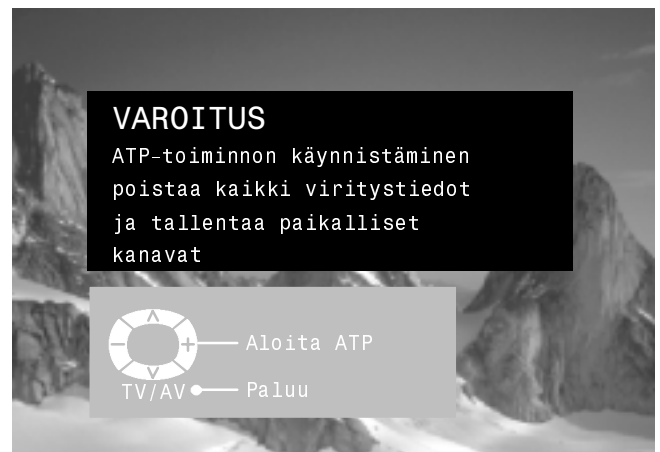 VAROITUS
ATP-toiminnon käynnistäminen
poistaa kaikki viritystiedot
ja tallentaa paikalliset
kanavat
Aloita ATP
TV/AV Paluu